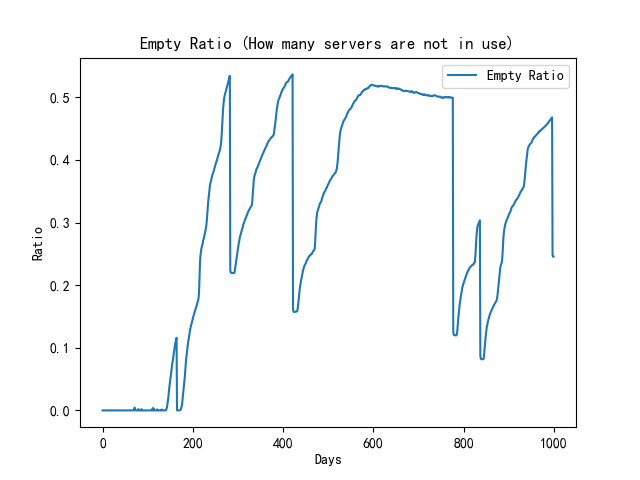 Empty Ratio (How many servers are not in use)
Empty Ratio
0.5
0.4
0.3
0.2
0.1
0.0
Ratio
0 200 400 600 800 1000
Days